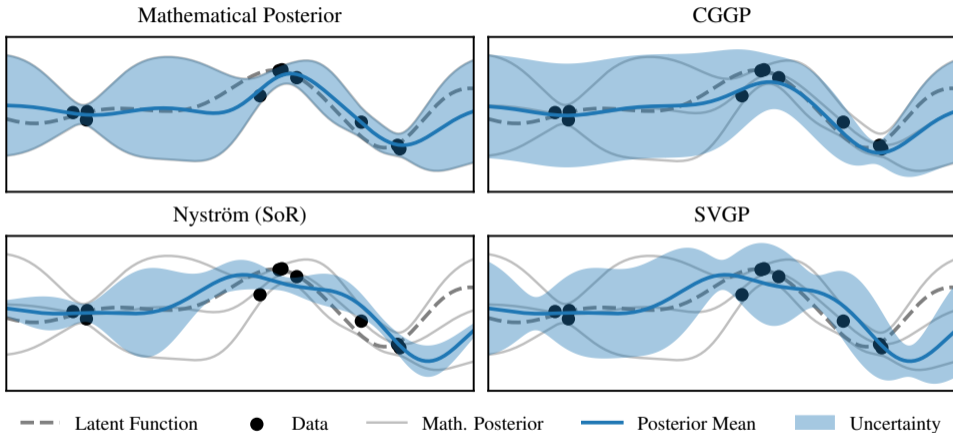 Mathematical Posterior
CGGP
Nyström (SoR)
SVGP
Latent Function Data Math. Posterior Posterior Mean Uncertainty